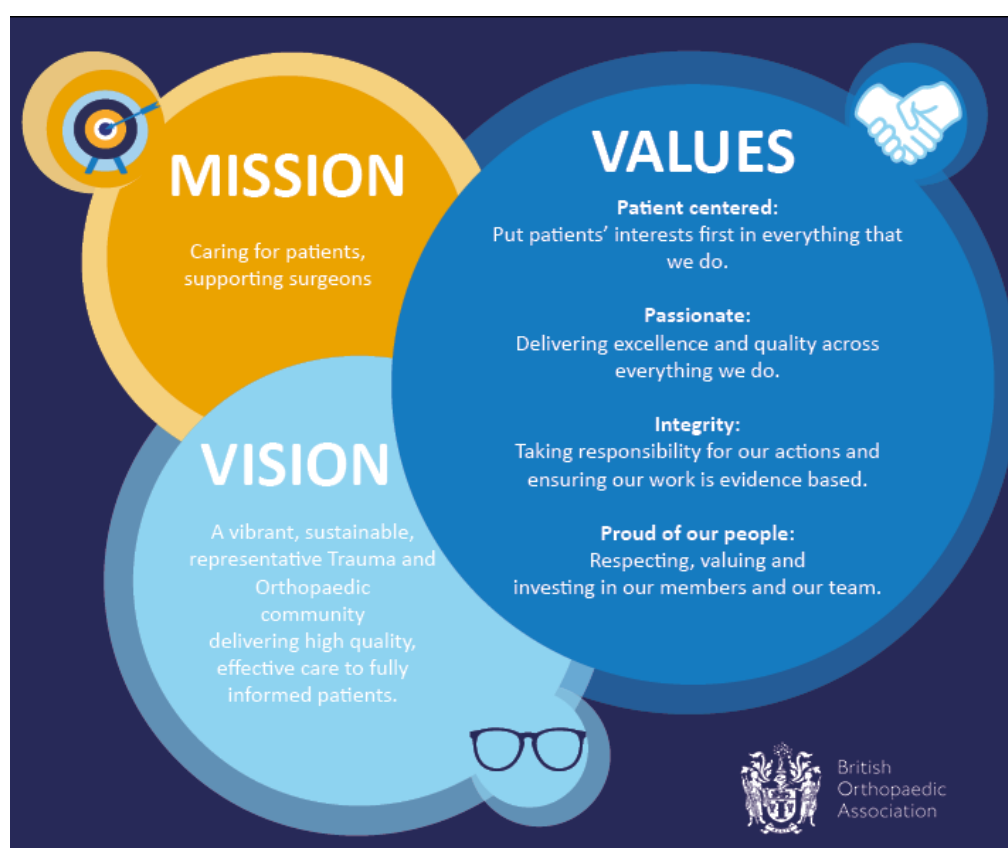 MISSION
Caring for patients,
supporting surgeons
VALUES
Patient centered:
Put patients’ interests first in everything that
we do.
Passionate:
Delivering excellence and quality across
everything we do.
Integrity:
Taking responsibility for our actions and
ensuring our work is evidence based.
Proud of our people:
Respecting, valuing and
investing in our members and our team.
VISION
A vibrant, sustainable,
representative Trauma and
Orthopaedic
community
delivering high quality,
effective care to fully
informed patients.
British
Orthopaedic
Association